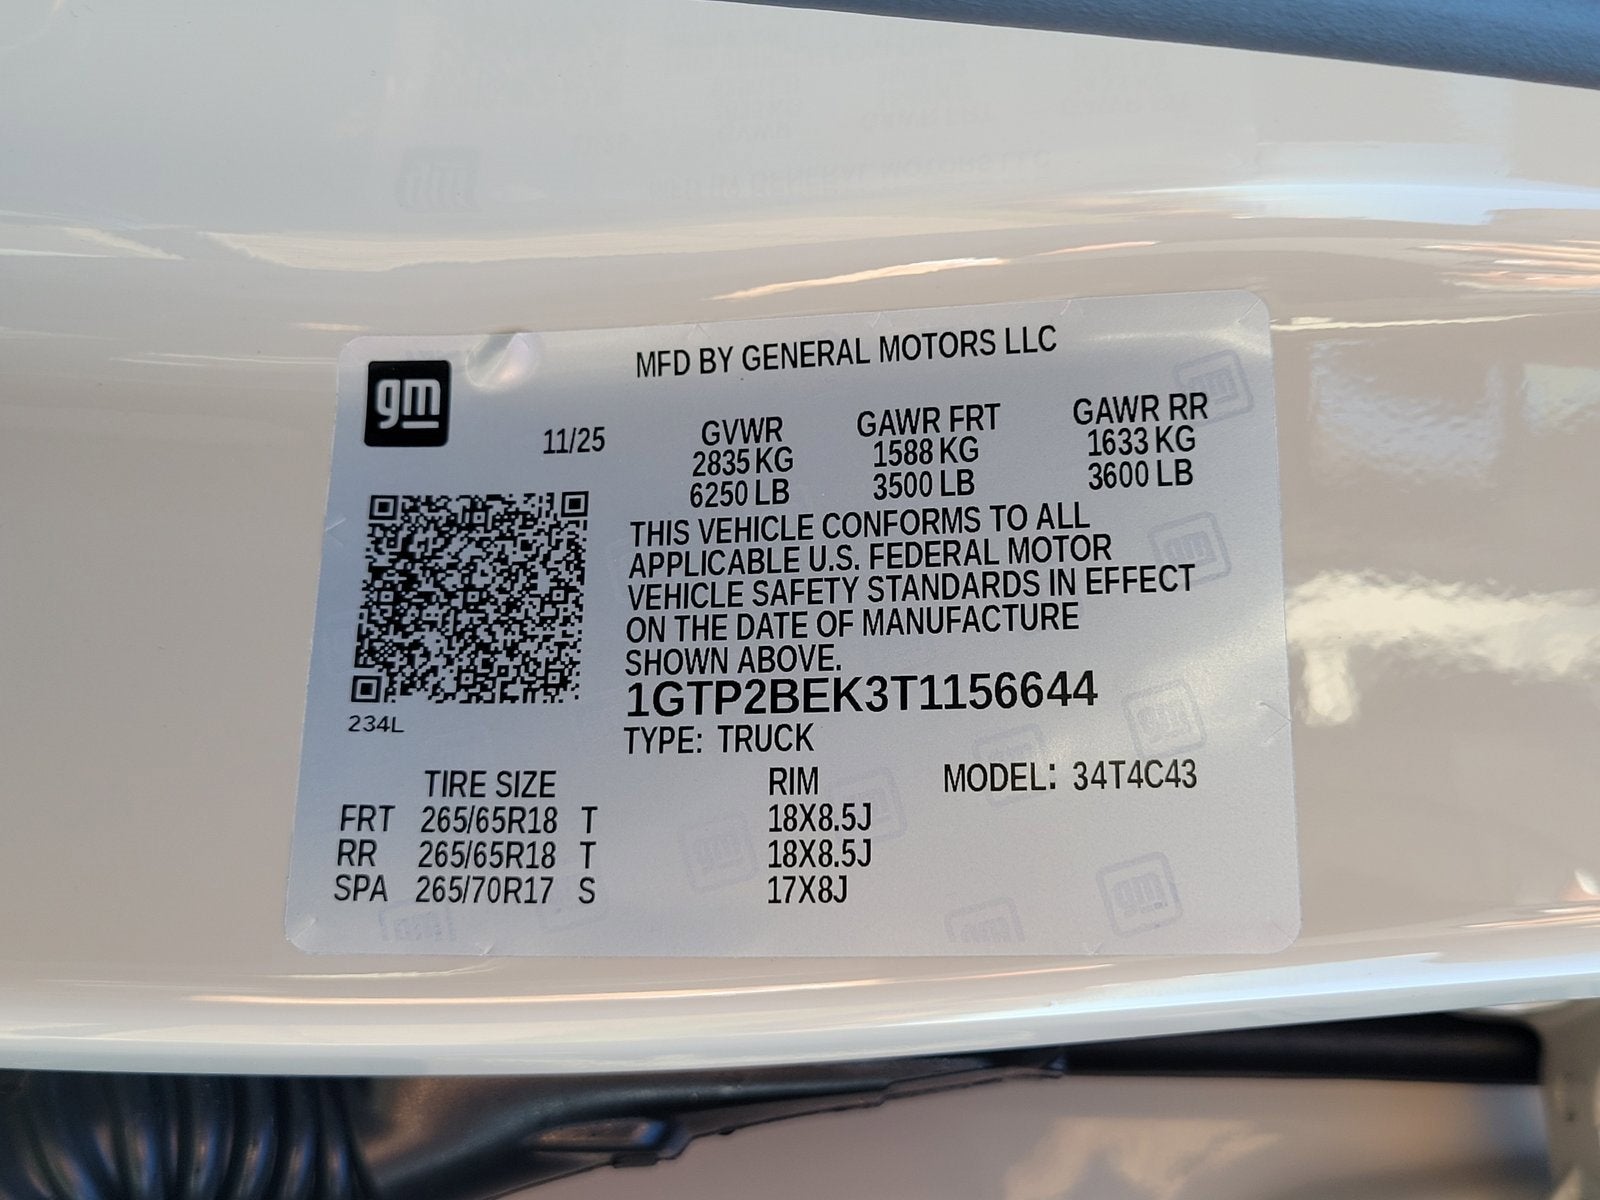 MFD BY GENERAL MOTORS LLC
gm
11/25
GVWR GAWR FRT GAWR RR
2835 KG 1588 KG 1633 KG
6250 LB 3500 LB 3600 LB
THIS VEHICLE CONFORMS TO ALL
APPLICABLE U.S. FEDERAL MOTOR
VEHICLE SAFETY STANDARDS IN EFFECT
ON THE DATE OF MANUFACTURE
SHOWN ABOVE.
1GTP2BEK3T1156644
234L
TYPE: TRUCK
TIRE SIZE RIM MODEL: 34T4C43
FRT 265/65R18 T 18X8.5J
RR 265/65R18 T 18X8.5J
SPA 265/70R17 S 17X8J